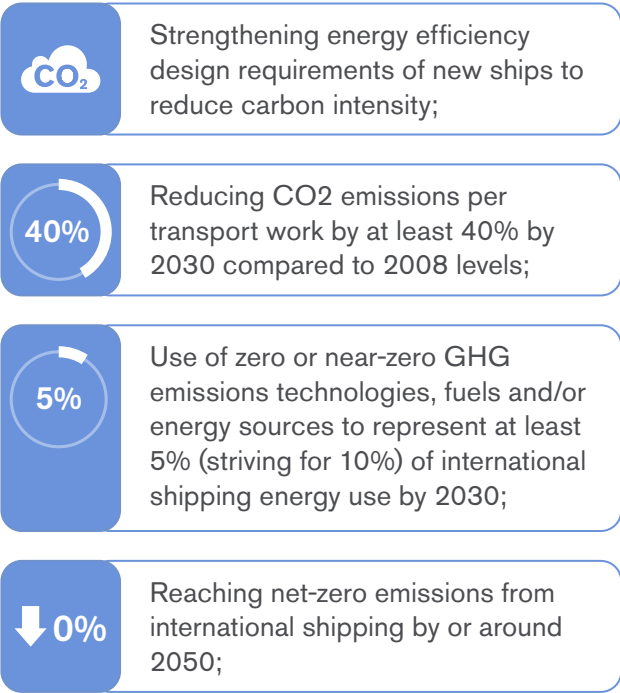 CO₂
Strengthening energy efficiency
design requirements of new ships to
reduce carbon intensity;
40%
Reducing CO2 emissions per
transport work by at least 40% by
2030 compared to 2008 levels;
5%
Use of zero or near-zero GHG
emissions technologies, fuels and/or
energy sources to represent at least
5% (striving for 10%) of international
shipping energy use by 2030;
0%
Reaching net-zero emissions from
international shipping by or around
2050;